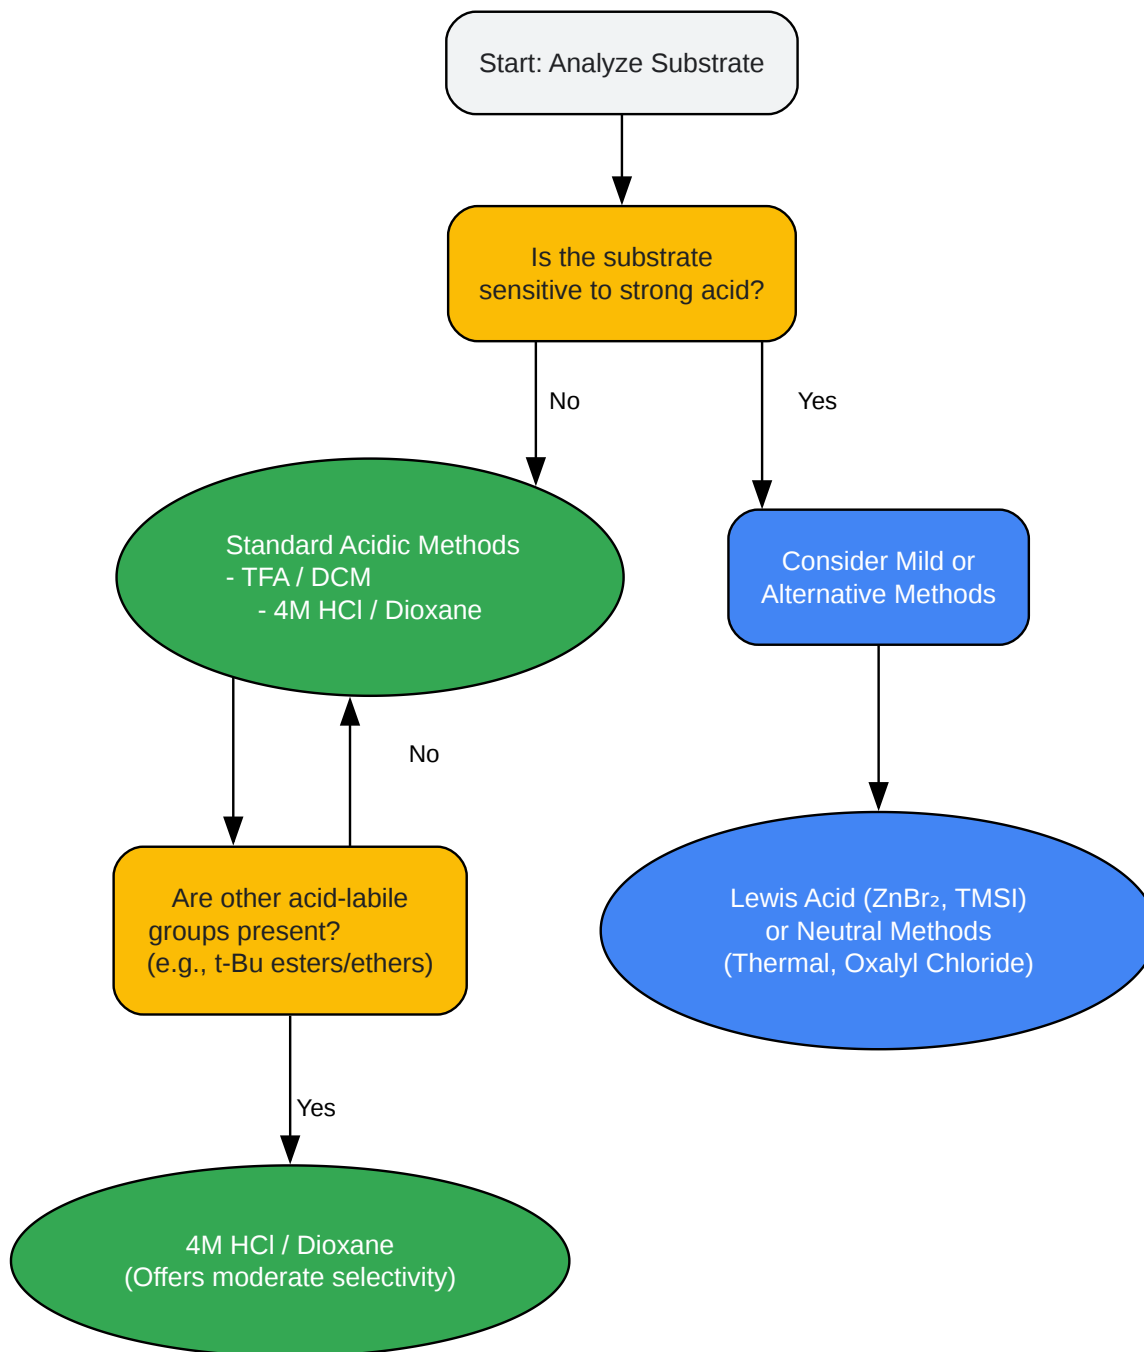 Start: Analyze Substrate
Is the substrate
sensitive to strong acid?
No
Yes
Standard Acidic Methods
- TFA / DCM
- 4M HCl / Dioxane
Consider Mild or
Alternative Methods
No
Are other acid-labile
groups present?
(e.g., t-Bu esters/ethers)
Lewis Acid (ZnBr₂, TMSI)
or Neutral Methods
(Thermal, Oxalyl Chloride)
Yes
4M HCl / Dioxane
(Offers moderate selectivity)